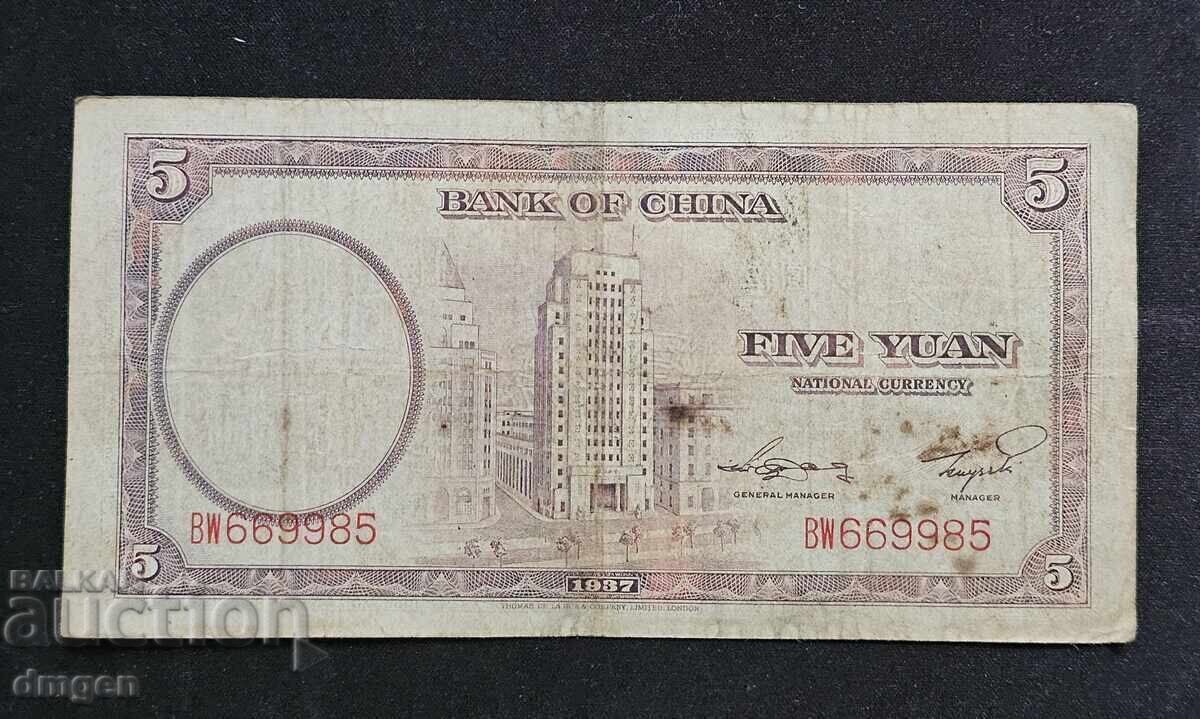 5 5
BANK OF CHINA
FIVE YUAN
NATIONAL CURRENCY
GENERAL MANAGER MANAGER
BW669985 BW669985
5 1937 5
THOMAS DE LA RUE & COMPANY, LIMITED, LONDON
BALKA
auction
dmgen